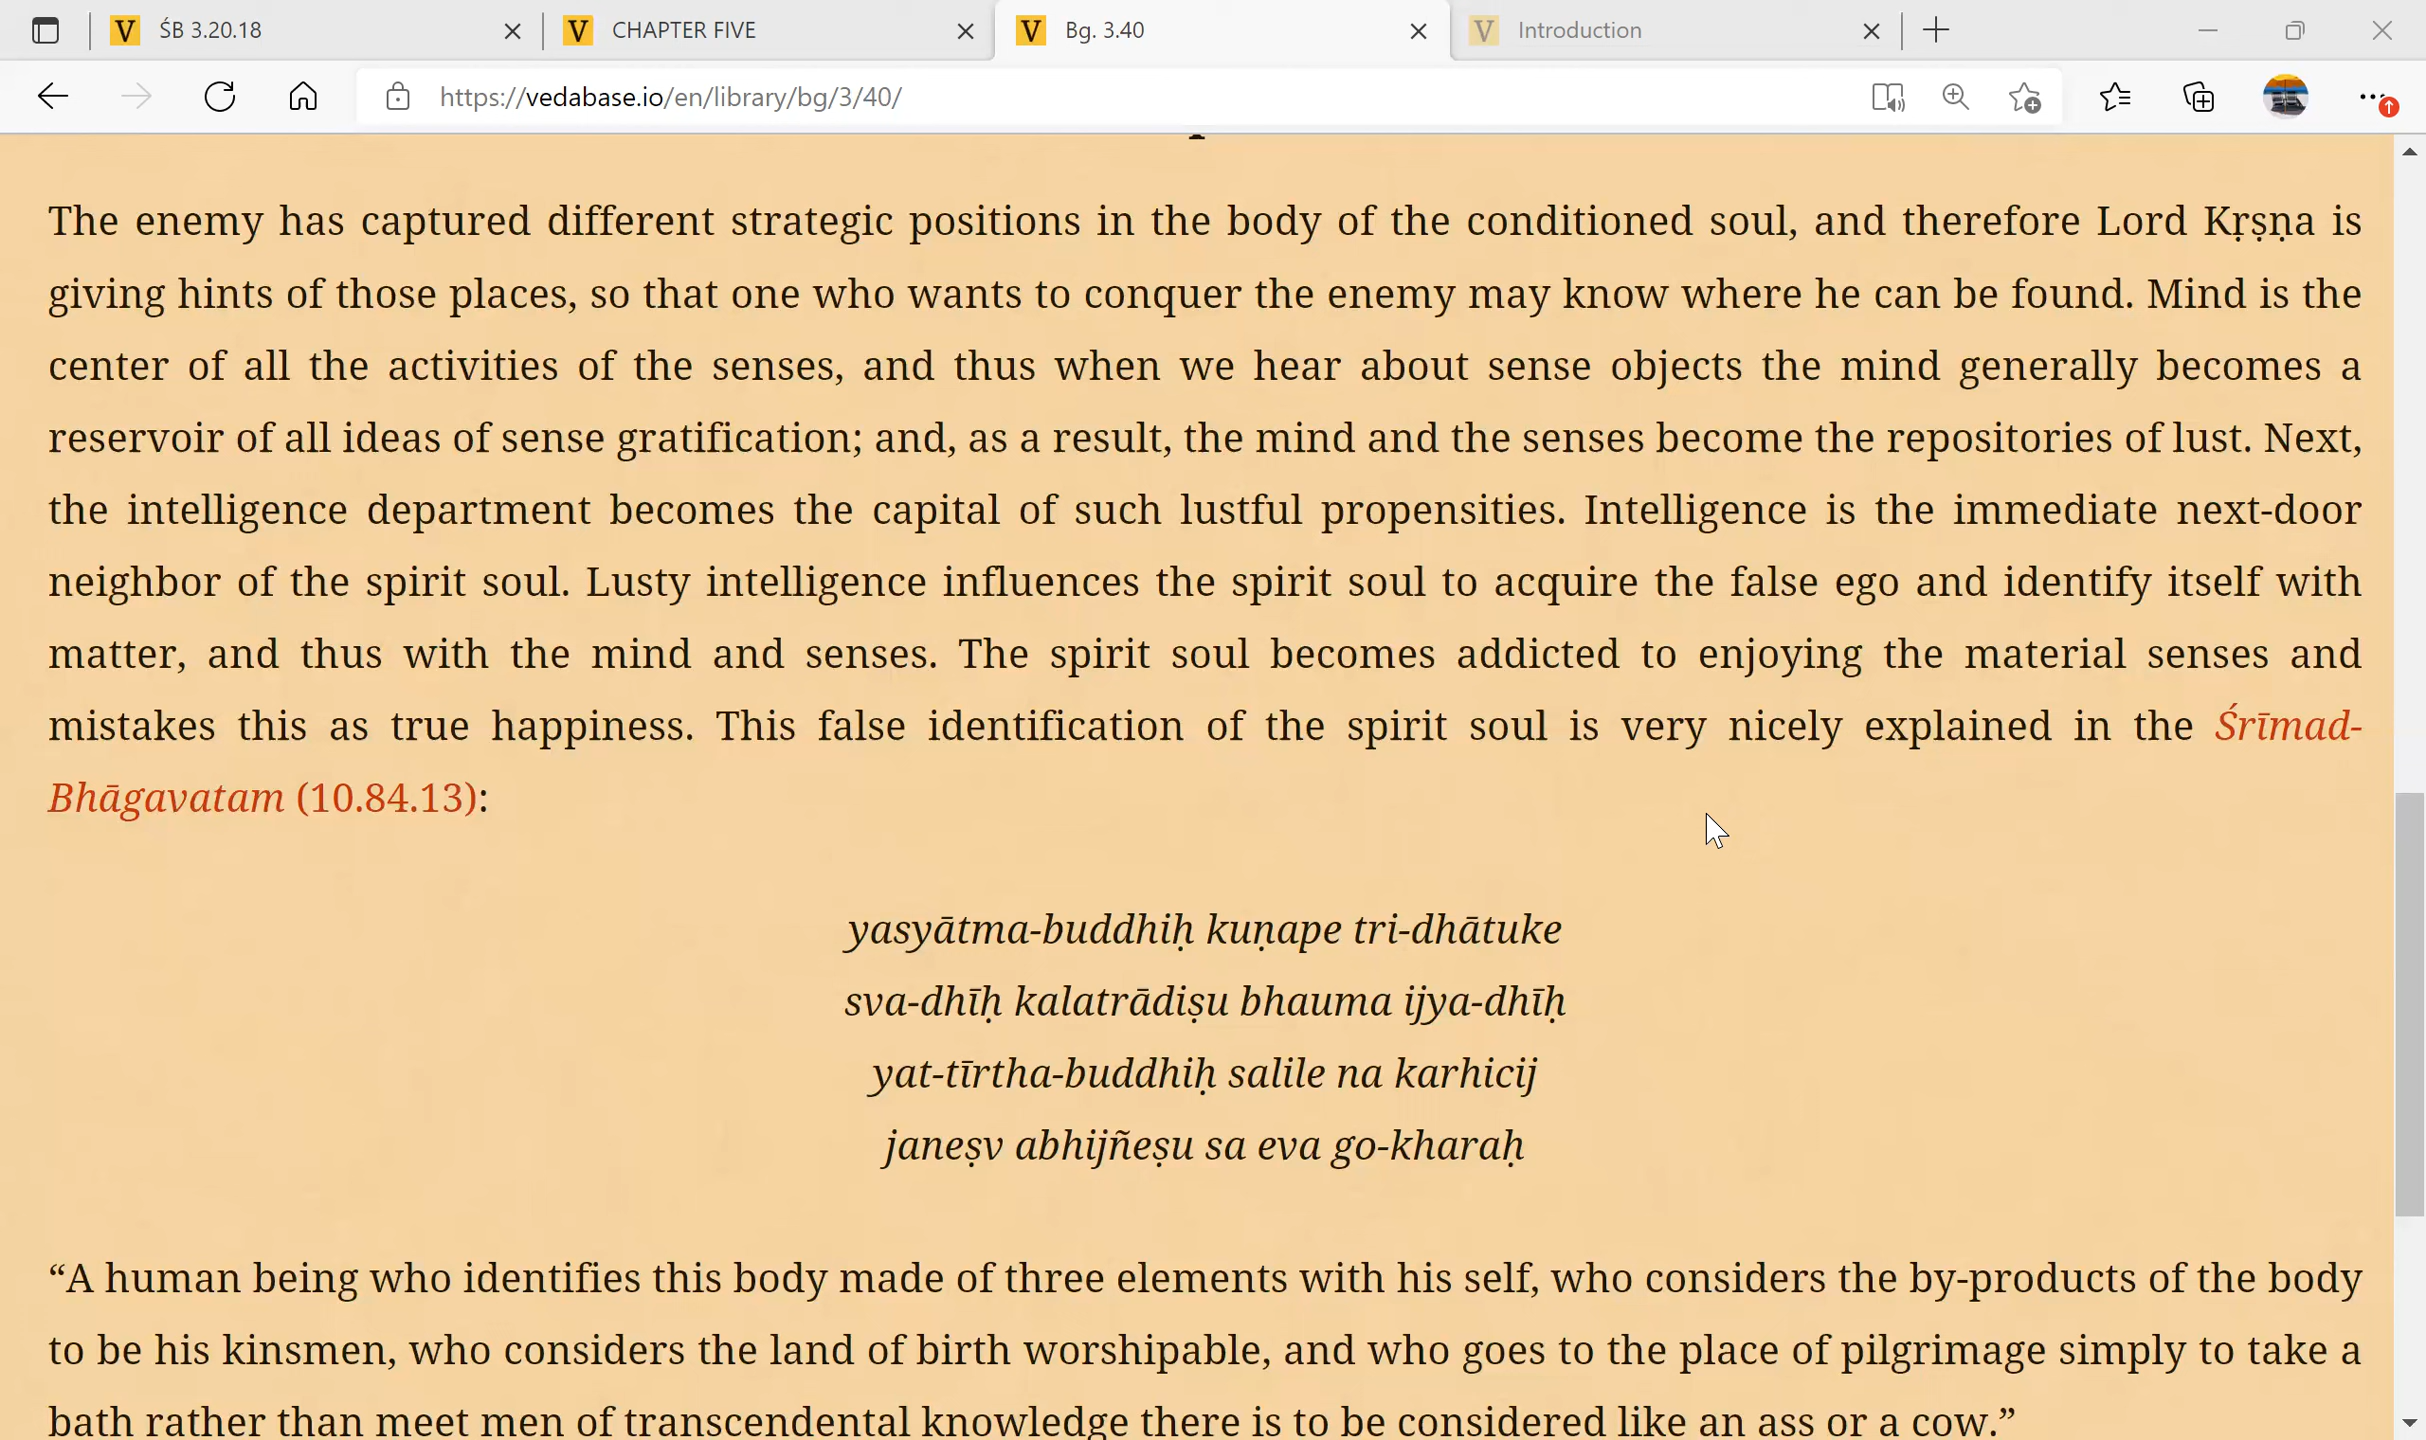 V ŚB 3.20.18 V CHAPTER FIVE V Bg. 3.40 V Introduction
https://vedabase.io/en/library/bg/3/40/
The enemy has captured different strategic positions in the body of the conditioned soul, and therefore Lord Kṛṣṇa is
giving hints of those places, so that one who wants to conquer the enemy may know where he can be found. Mind is the
center of all the activities of the senses, and thus when we hear about sense objects the mind generally becomes a
reservoir of all ideas of sense gratification; and, as a result, the mind and the senses become the repositories of lust. Next,
the intelligence department becomes the capital of such lustful propensities. Intelligence is the immediate next-door
neighbor of the spirit soul. Lusty intelligence influences the spirit soul to acquire the false ego and identify itself with
matter, and thus with the mind and senses. The spirit soul becomes addicted to enjoying the material senses and
mistakes this as true happiness. This false identification of the spirit soul is very nicely explained in the Śrīmad-
Bhāgavatam (10.84.13):
yasyātma-buddhiḥ kuṇape tri-dhātuke
sva-dhīḥ kalatrādiṣu bhauma ijya-dhīḥ
yat-tīrtha-buddhiḥ salile na karhicij
janeṣv abhijñeṣu sa eva go-kharaḥ
“A human being who identifies this body made of three elements with his self, who considers the by-products of the body
to be his kinsmen, who considers the land of birth worshipable, and who goes to the place of pilgrimage simply to take a
bath rather than meet men of transcendental knowledge there is to be considered like an ass or a cow.”